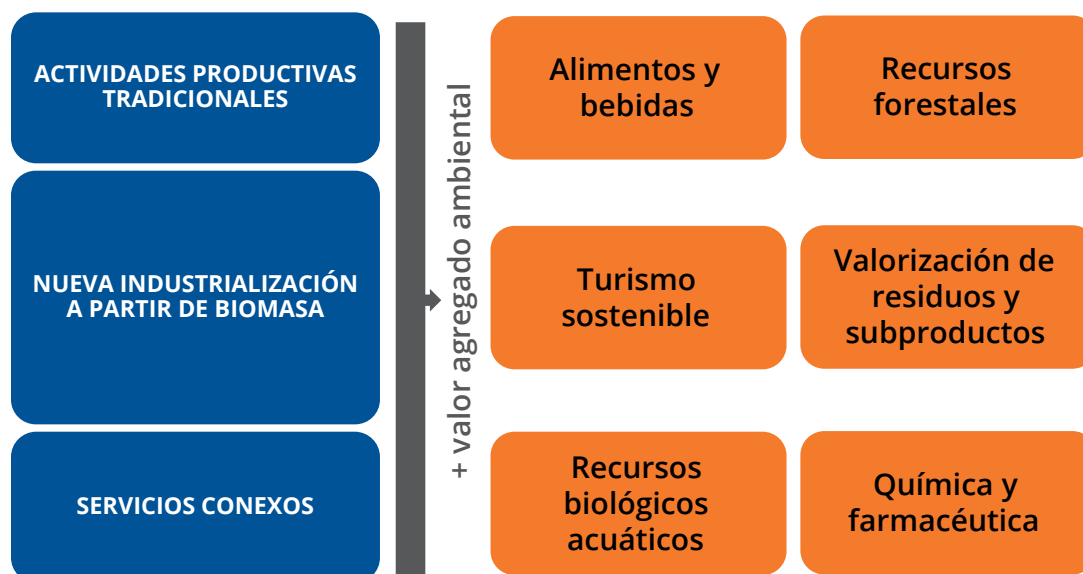 ACTIVIDADES PRODUCTIVAS
TRADICIONALES
NUEVA INDUSTRIALIZACIÓN
A PARTIR DE BIOMASA
SERVICIOS CONEXOS
+ valor agregado ambiental
Alimentos y
bebidas
Recursos
forestales
Turismo
sostenible
Valorización de
residuos y
subproductos
Recursos
biológicos
acuáticos
Química y
farmacéutica